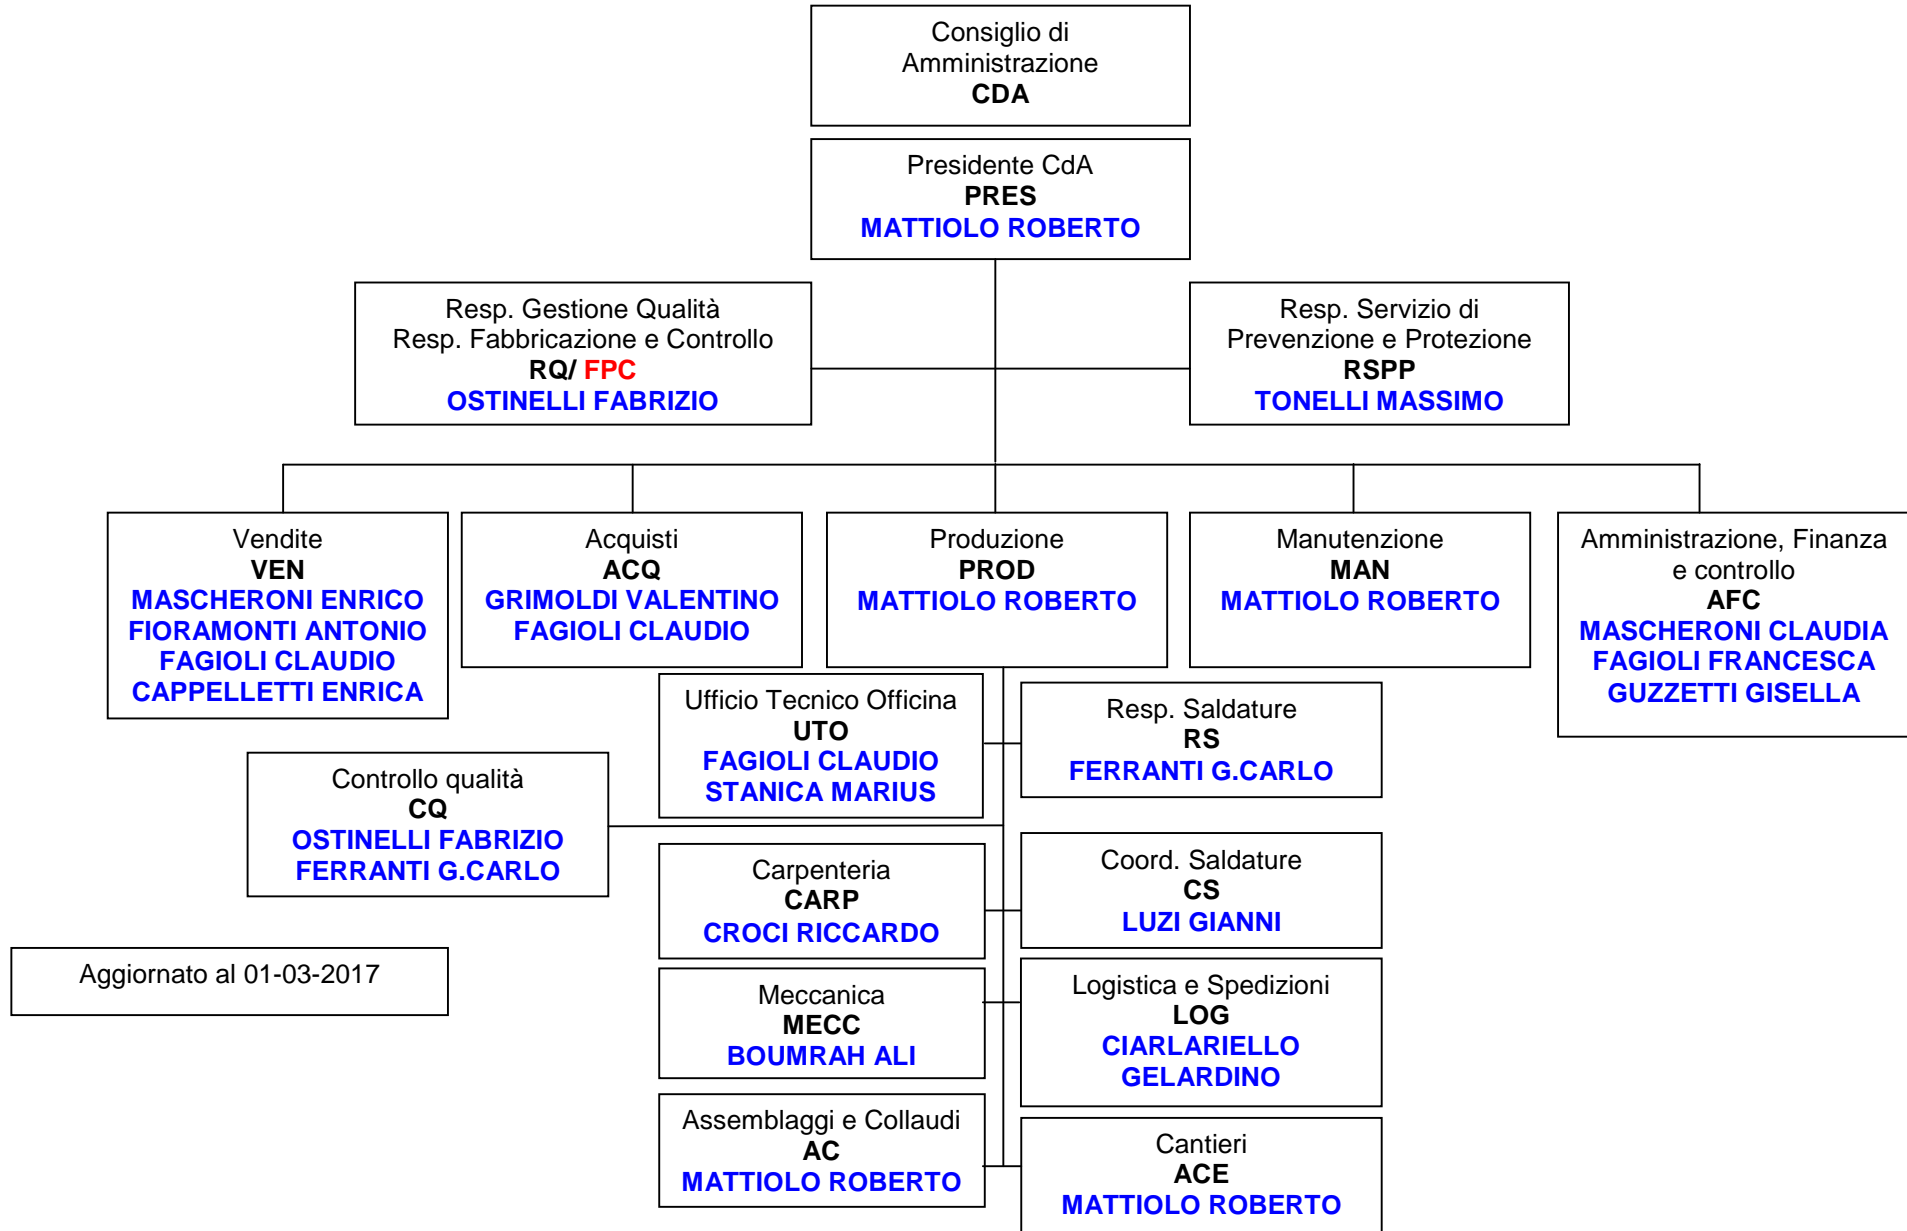 Consiglio di
Amministrazione
CDA
Presidente CdA
PRES
MATTIOLO ROBERTO
Resp. Gestione Qualità
Resp. Fabbricazione e Controllo
RQ/ FPC
OSTINELLI FABRIZIO
Resp. Servizio di
Prevenzione e Protezione
RSPP
TONELLI MASSIMO
Vendite
VEN
MASCHERONI ENRICO
FIORAMONTI ANTONIO
FAGIOLI CLAUDIO
CAPPELLETTI ENRICA
Acquisti
ACQ
GRIMOLDI VALENTINO
FAGIOLI CLAUDIO
Produzione
PROD
MATTIOLO ROBERTO
Manutenzione
MAN
MATTIOLO ROBERTO
Amministrazione, Finanza
e controllo
AFC
MASCHERONI CLAUDIA
FAGIOLI FRANCESCA
GUZZETTI GISELLA
Ufficio Tecnico Officina
UTO
FAGIOLI CLAUDIO
STANICA MARIUS
Resp. Saldature
RS
FERRANTI G.CARLO
Controllo qualità
CQ
OSTINELLI FABRIZIO
FERRANTI G.CARLO
Carpenteria
CARP
CROCI RICCARDO
Coord. Saldature
CS
LUZI GIANNI
Aggiornato al 01-03-2017
Meccanica
MECC
BOUMRAH ALI
Logistica e Spedizioni
LOG
CIARLARIELLO
GELARDINO
Assemblaggi e Collaudi
AC
MATTIOLO ROBERTO
Cantieri
ACE
MATTIOLO ROBERTO